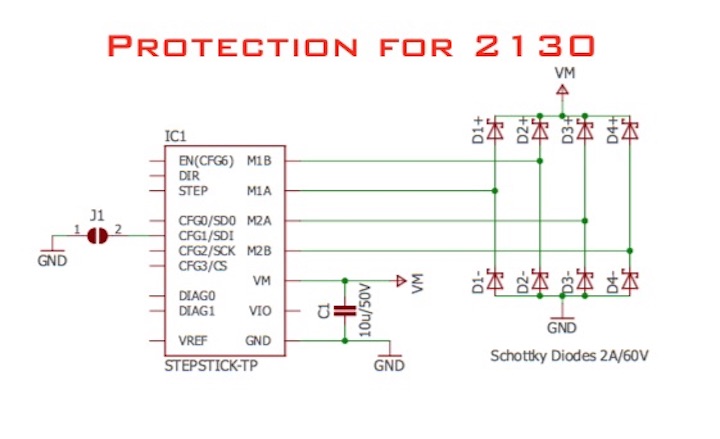 PROTECTION FOR 2130
VM
D1+
D2+
D3+
D4+
IC1
EN(CFG6) M1B
DIR
STEP M1A
CFG0/SD0 M2A
CFG1/SDI
CFG2/SCK M2B
CFG3/CS
VM
DIAG0
DIAG1 VIO
VREF GND
STEPSTICK-TP
J1
1 2
GND
VM
C1
10u/50V
GND
D1-
D2-
D3-
D4-
GND
Schottky Diodes 2A/60V